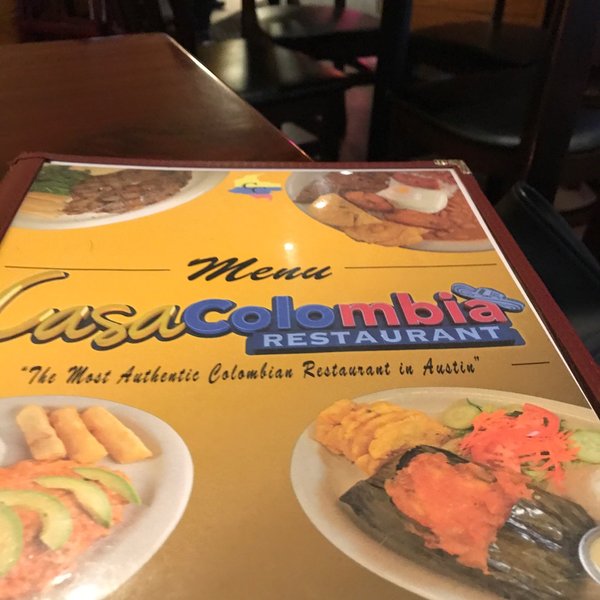 Menu
Casa Colombia
RESTAURANT
"The Most Authentic Colombian Restaurant in Austin"